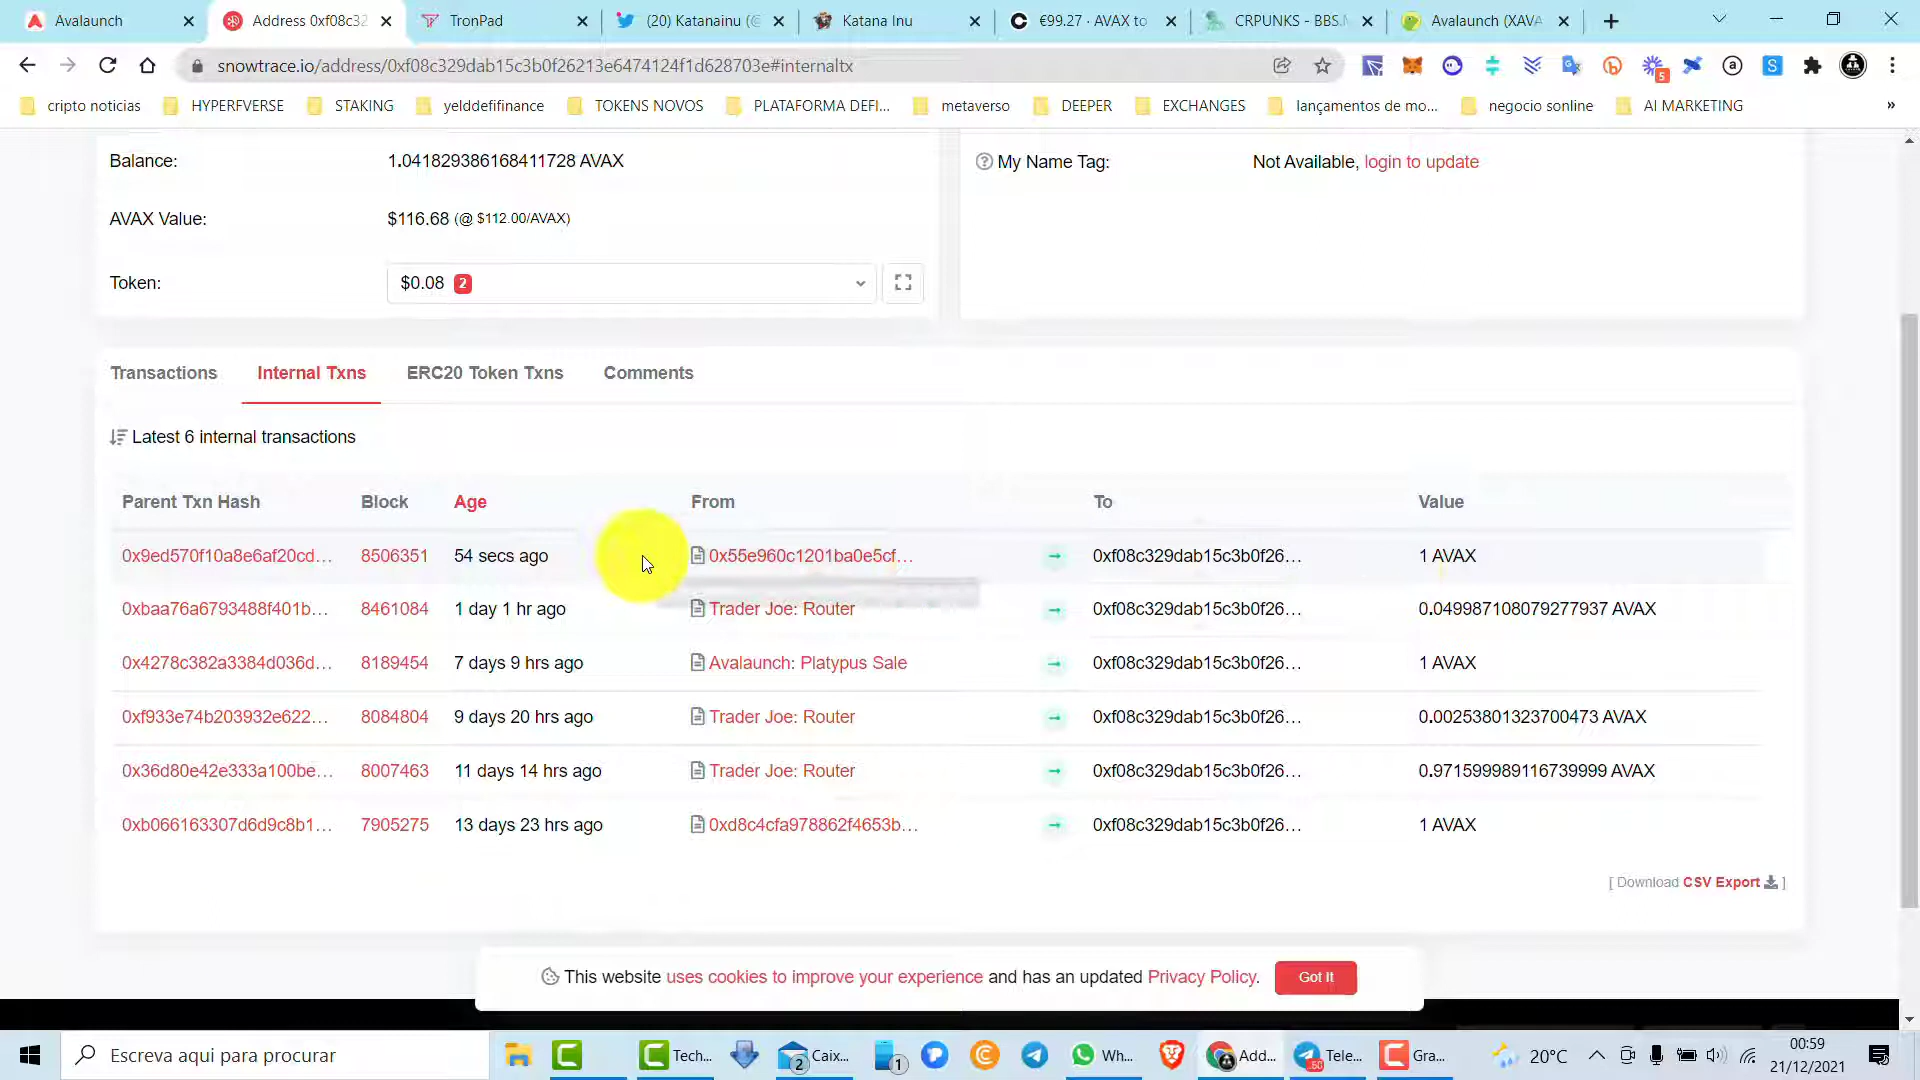 Avalaunch
Address 0xf08c32
TronPad
(20) Katanainu (@
Katana Inu
€99.27 · AVAX to
CRPUNKS - BBS.
Avalaunch (XAVA
snowtrace.io/address/0xf08c329dab15c3b0f26213e6474124f1d628703e#internaltx
5
cripto noticias
HYPERFVERSE
STAKING
yelddefifinance
TOKENS NOVOS
PLATAFORMA DEFI...
metaverso
DEEPER
EXCHANGES
lançamentos de mo...
negocio sonline
AI MARKETING
»
Balance:
1.041829386168411728 AVAX
My Name Tag:
Not Available, login to update
AVAX Value:
$116.68 (@ $112.00/AVAX)
Token:
$0.08 2
Transactions
Internal Txns
ERC20 Token Txns
Comments
Latest 6 internal transactions
Parent Txn Hash Block Age From To Value
0x9ed570f10a8e6af20cd... 8506351 54 secs ago 0x55e960c1201ba0e5cf... 0xf08c329dab15c3b0f26... 1 AVAX
0xbaa76a6793488f401b... 8461084 1 day 1 hr ago Trader Joe: Router 0xf08c329dab15c3b0f26... 0.049987108079277937 AVAX
0x4278c382a3384d036d... 8189454 7 days 9 hrs ago Avalaunch: Platypus Sale 0xf08c329dab15c3b0f26... 1 AVAX
0xf933e74b203932e622... 8084804 9 days 20 hrs ago Trader Joe: Router 0xf08c329dab15c3b0f26... 0.00253801323700473 AVAX
0x36d80e42e333a100be... 8007463 11 days 14 hrs ago Trader Joe: Router 0xf08c329dab15c3b0f26... 0.971599989116739999 AVAX
0xb066163307d6d9c8b1... 7905275 13 days 23 hrs ago 0xd8c4cfa978862f4653b... 0xf08c329dab15c3b0f26... 1 AVAX
[ Download CSV Export ]
This website uses cookies to improve your experience and has an updated Privacy Policy.
Got It
Escreva aqui para procurar
Tech...
2
Caix...
1
Wh...
Add...
50
Tele...
Gra...
20°C
00:59
21/12/2021